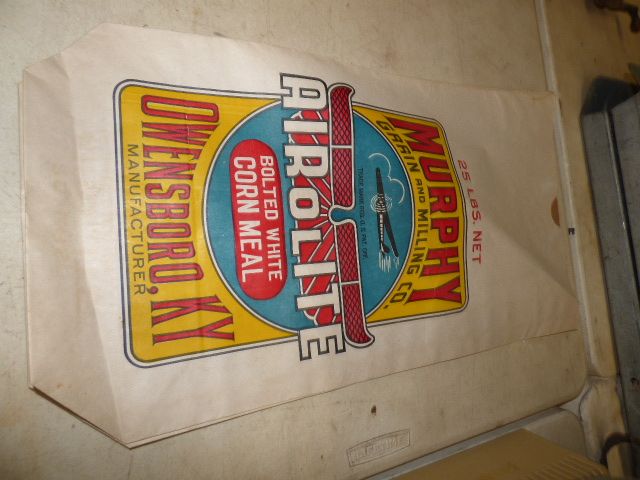 25 LBS. NET
MURPHY
GRAIN AND MILLING CO.
AIROLITE
BOLTED WHITE
CORN MEAL
OWENSBORO, KY
MANUFACTURER